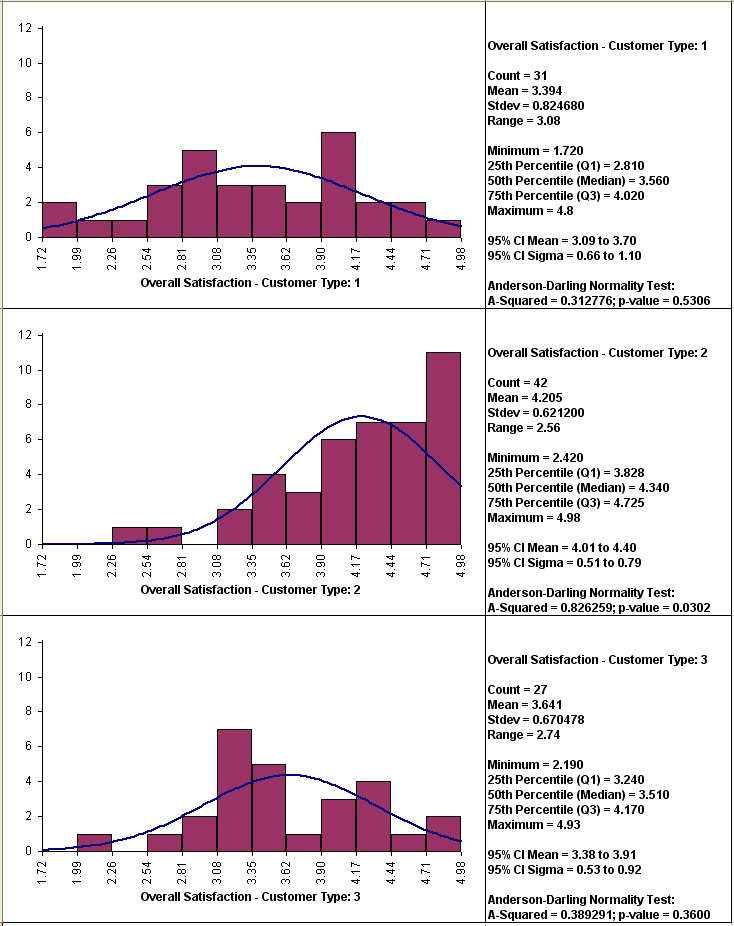 12
10
8
6
4
2
0
1.72 1.99 2.26 2.54 2.81 3.08 3.35 3.62 3.90 4.17 4.44 4.71 4.98
Overall Satisfaction - Customer Type: 1
Overall Satisfaction - Customer Type: 1
Count = 31
Mean = 3.394
Stdev = 0.824680
Range = 3.08
Minimum = 1.720
25th Percentile (Q1) = 2.810
50th Percentile (Median) = 3.560
75th Percentile (Q3) = 4.020
Maximum = 4.8
95% CI Mean = 3.09 to 3.70
95% CI Sigma = 0.66 to 1.10
Anderson-Darling Normality Test:
A-Squared = 0.312776; p-value = 0.5306
12
10
8
6
4
2
0
1.72 1.99 2.26 2.54 2.81 3.08 3.35 3.62 3.90 4.17 4.44 4.71 4.98
Overall Satisfaction - Customer Type: 2
Overall Satisfaction - Customer Type: 2
Count = 42
Mean = 4.205
Stdev = 0.621200
Range = 2.56
Minimum = 2.420
25th Percentile (Q1) = 3.828
50th Percentile (Median) = 4.340
75th Percentile (Q3) = 4.725
Maximum = 4.98
95% CI Mean = 4.01 to 4.40
95% CI Sigma = 0.51 to 0.79
Anderson-Darling Normality Test:
A-Squared = 0.826259; p-value = 0.0302
12
10
8
6
4
2
0
1.72 1.99 2.26 2.54 2.81 3.08 3.35 3.62 3.90 4.17 4.44 4.71 4.98
Overall Satisfaction - Customer Type: 3
Overall Satisfaction - Customer Type: 3
Count = 27
Mean = 3.641
Stdev = 0.670478
Range = 2.74
Minimum = 2.190
25th Percentile (Q1) = 3.240
50th Percentile (Median) = 3.510
75th Percentile (Q3) = 4.170
Maximum = 4.93
95% CI Mean = 3.38 to 3.91
95% CI Sigma = 0.53 to 0.92
Anderson-Darling Normality Test:
A-Squared = 0.389291; p-value = 0.3600